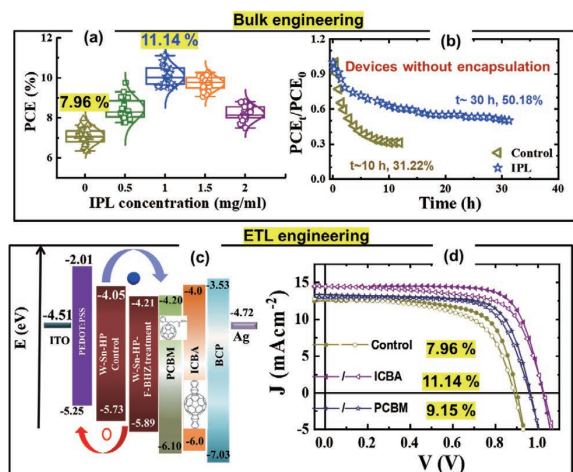 Bulk engineering
(a)
11.14 %
7.96 %
PCE (%)
12
10
8
6
0 0.5 1 1.5 2
IPL concentration (mg/ml)
(b)
PCEt/PCE0
1.2
0.9
0.6
0.3
0.0
Devices without encapsulation
t~ 30 h, 50.18%
t~10 h, 31.22%
Control
IPL
0 10 20 30 40
Time (h)
ETL engineering
(c)
E (eV)
-2.01
-4.51
ITO
PEDOT:PSS
-5.25
-4.05
W-Sn-HP
Control
-5.73
-4.21
W-Sn-HP-
F-BHZ treatment
-5.89
-4.20
PCBM
-6.10
-4.0
ICBA
-6.0
-3.53
BCP
-7.03
-4.72
Ag
(d)
J (mAcm-2)
15
10
5
0
-5
Control 7.96 %
/ ICBA 11.14 %
/ PCBM 9.15 %
0.0 0.2 0.4 0.6 0.8 1.0
V (V)